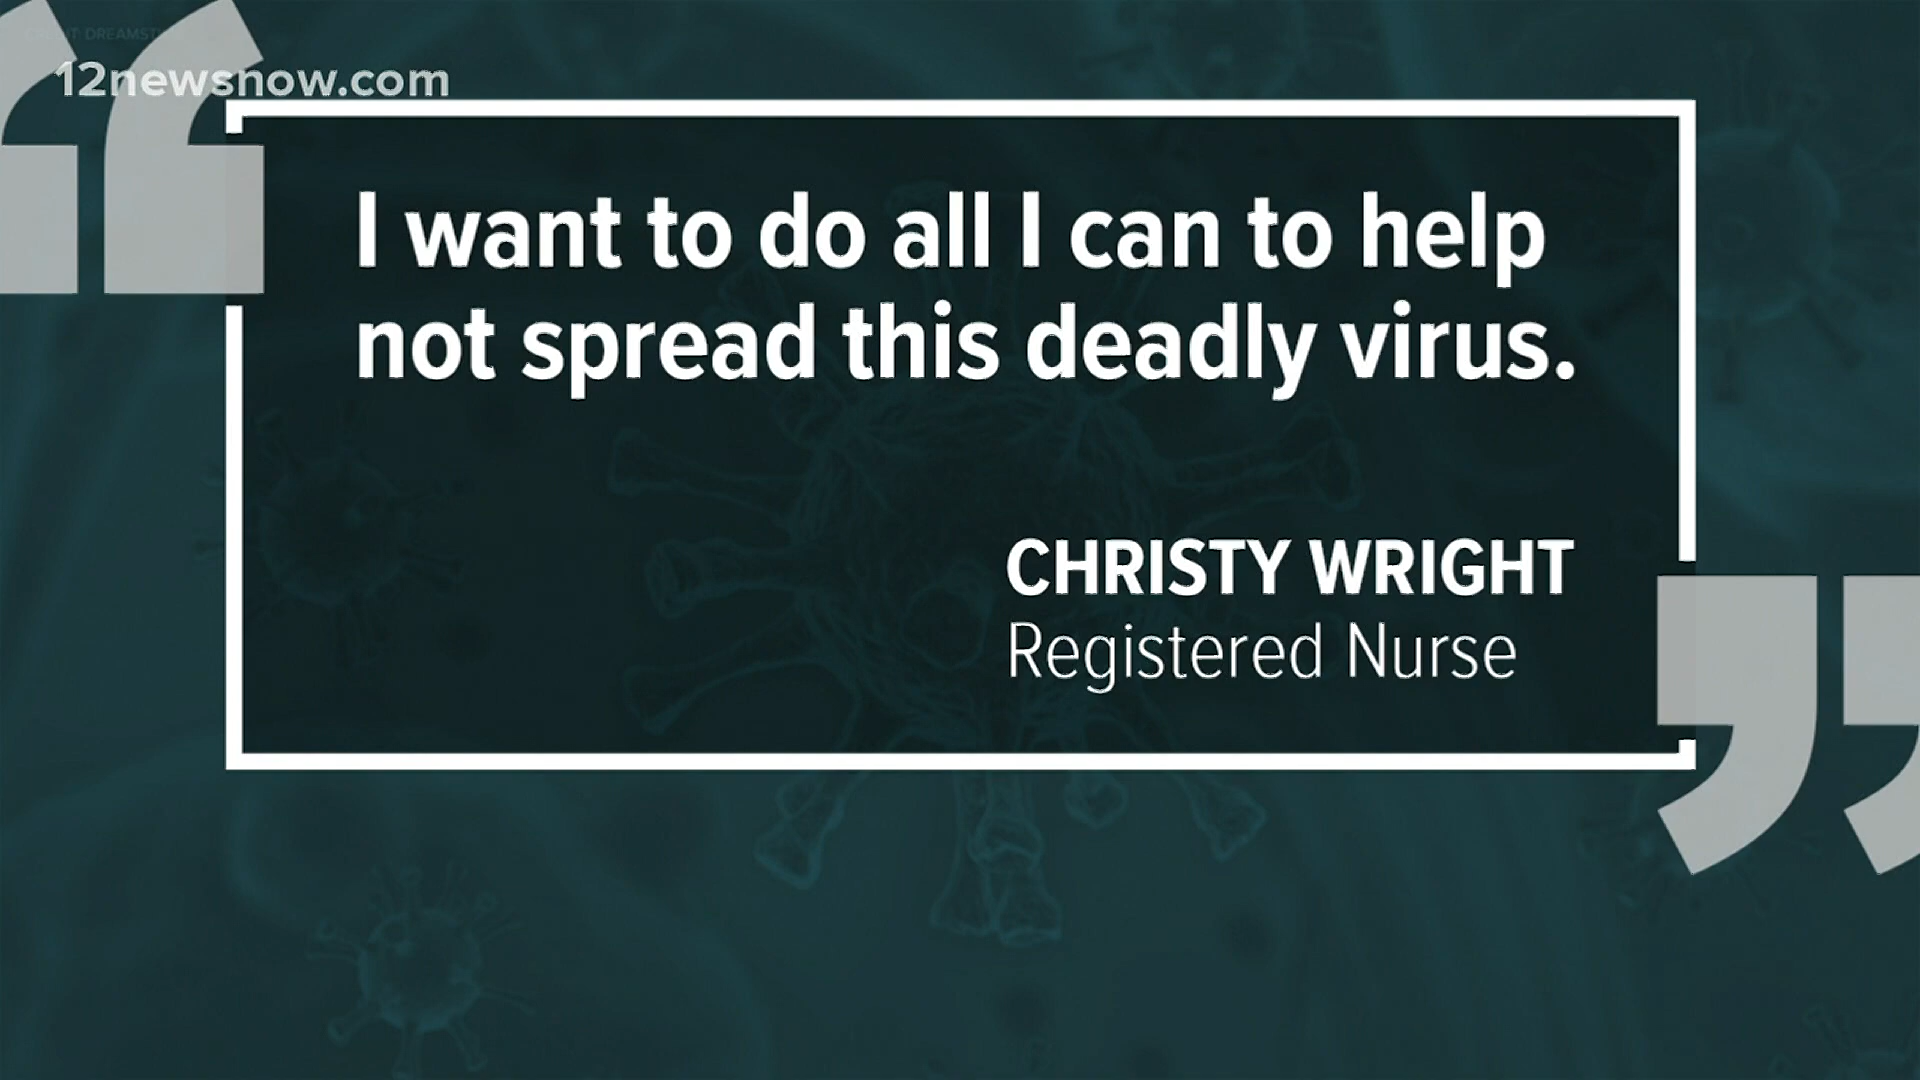 12newsnow.com
“
I want to do all I can to help
not spread this deadly virus.
CHRISTY WRIGHT
Registered Nurse
”